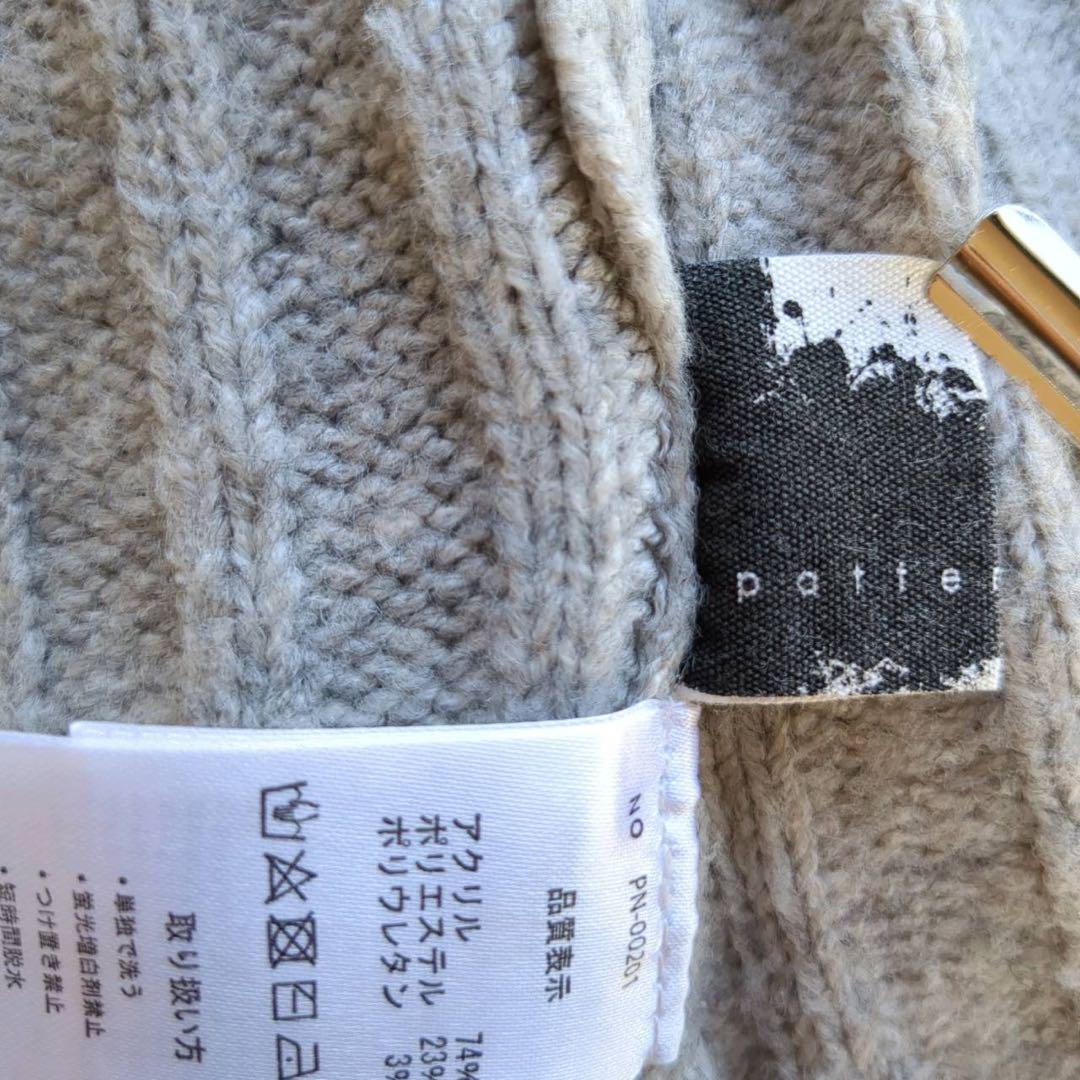 patter
NO PN-00201
品質表示
アクリル 74%
ポリエステル 23%
ポリウレタン 3%
取り扱い方
・単独で洗う
・蛍光増白剤禁止
・つけ置き禁止
・短時間脱水